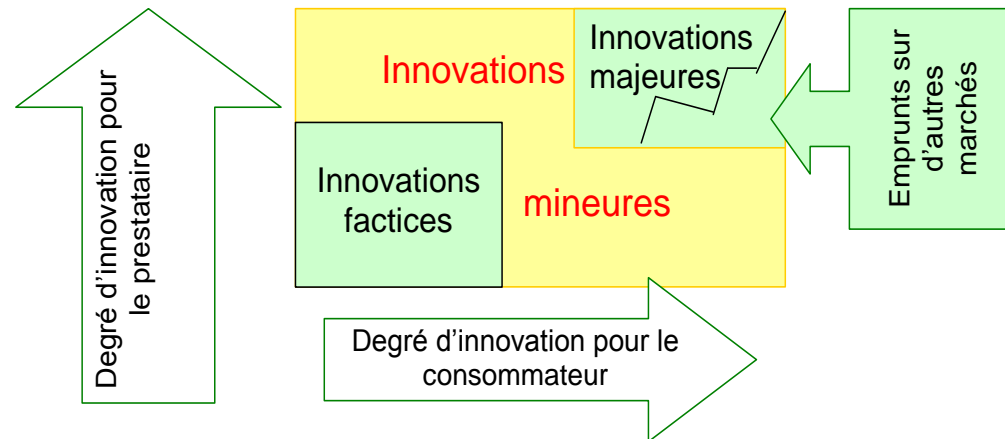 Degré d'innovation pour
le prestataire
Innovations
mineures
Innovations
majeures
Innovations
factices
Emprunts sur
d'autres
marchés
Degré d'innovation pour le
consommateur